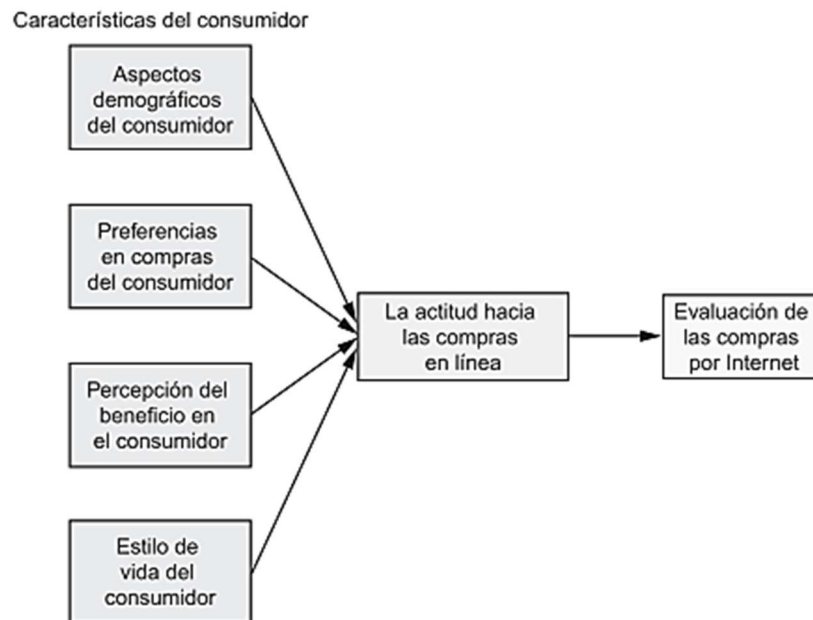 Características del consumidor
Aspectos
demográficos
del consumidor
Preferencias
en compras
del consumidor
Percepción del
beneficio en
el consumidor
Estilo de
vida del
consumidor
La actitud hacia
las compras
en línea
Evaluación de
las compras
por Internet